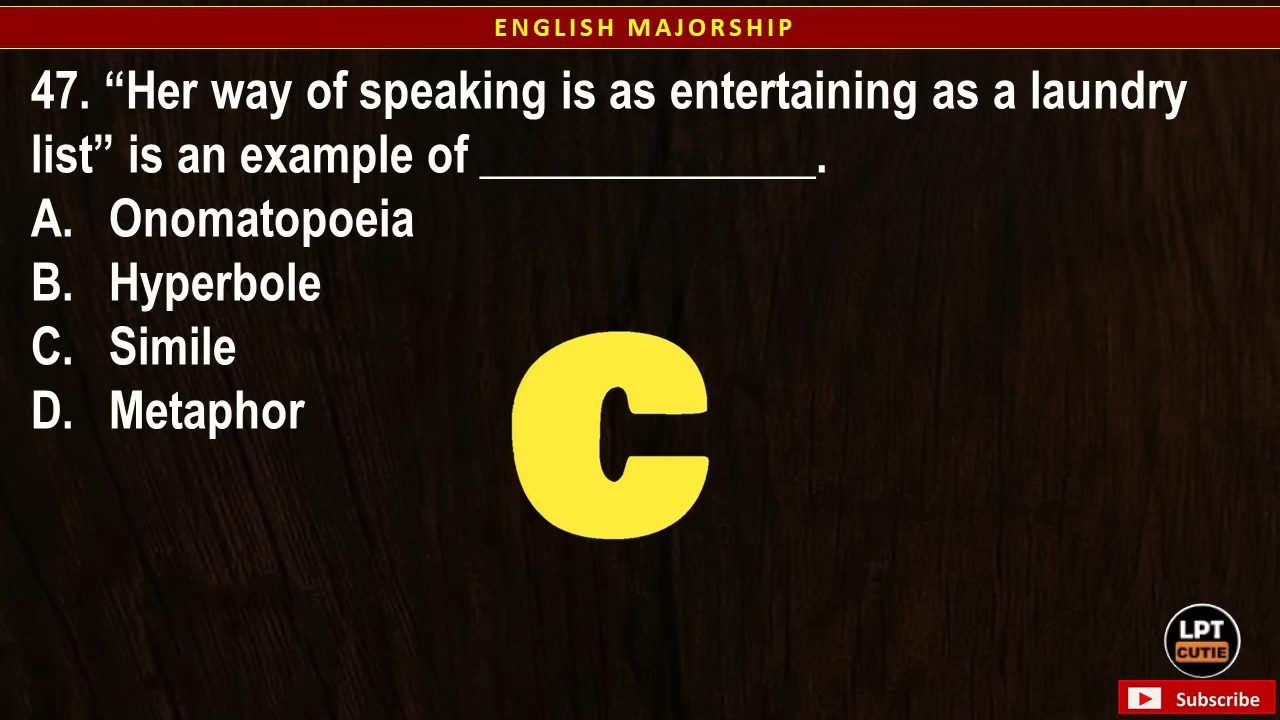 ENGLISH MAJORSHIP
47. “Her way of speaking is as entertaining as a laundry
list” is an example of _______________.
A. Onomatopoeia
B. Hyperbole
C. Simile
D. Metaphor
C
LPT
CUTIE
Subscribe